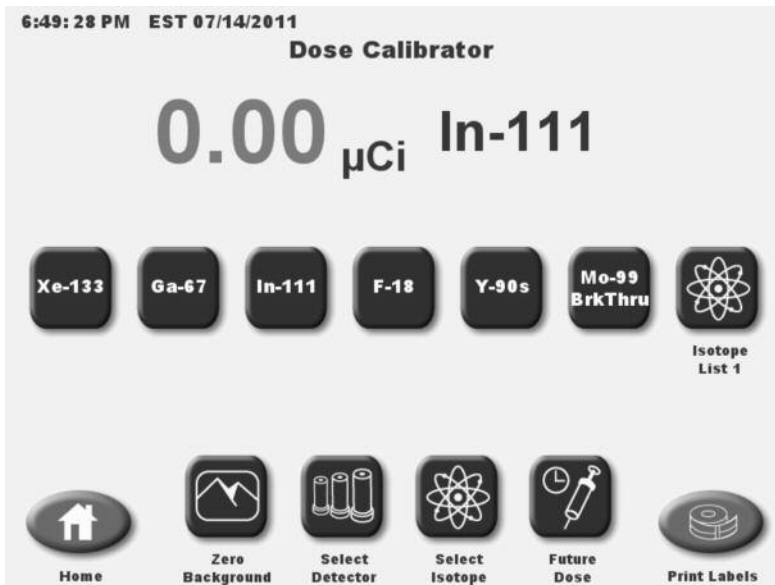 6:49:28 PM EST 07/14/2011
Dose Calibrator
0.00 µCi In-111
Xe-133 Ga-67 In-111 F-18 Y-90s Mo-99
BrkThru
Isotope
List 1
Home
Zero
Background
Select
Detector
Select
Isotope
Future
Dose
Print Labels